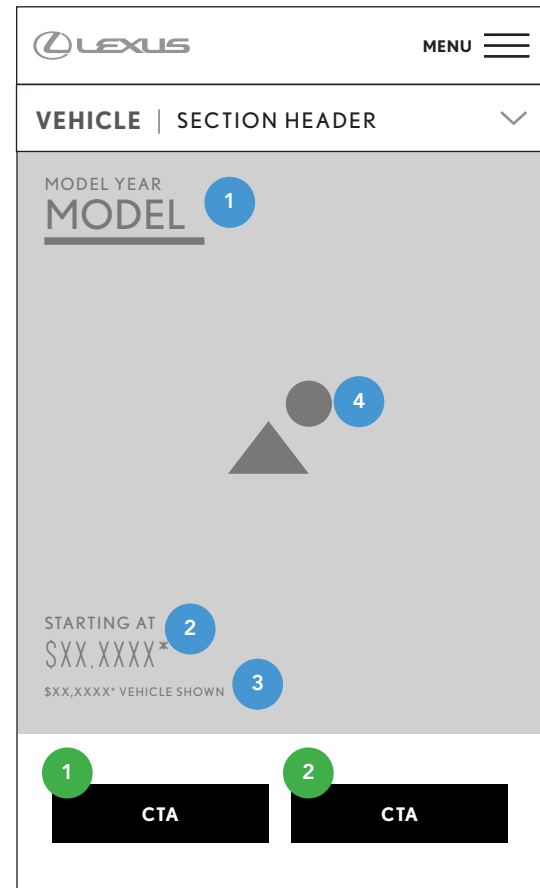 LEXUS
MENU
VEHICLE | SECTION HEADER
MODEL YEAR
MODEL
1
4
STARTING AT
2
$XX,XXXX*
$XX,XXXX* VEHICLE SHOWN
3
1
2
CTA
CTA